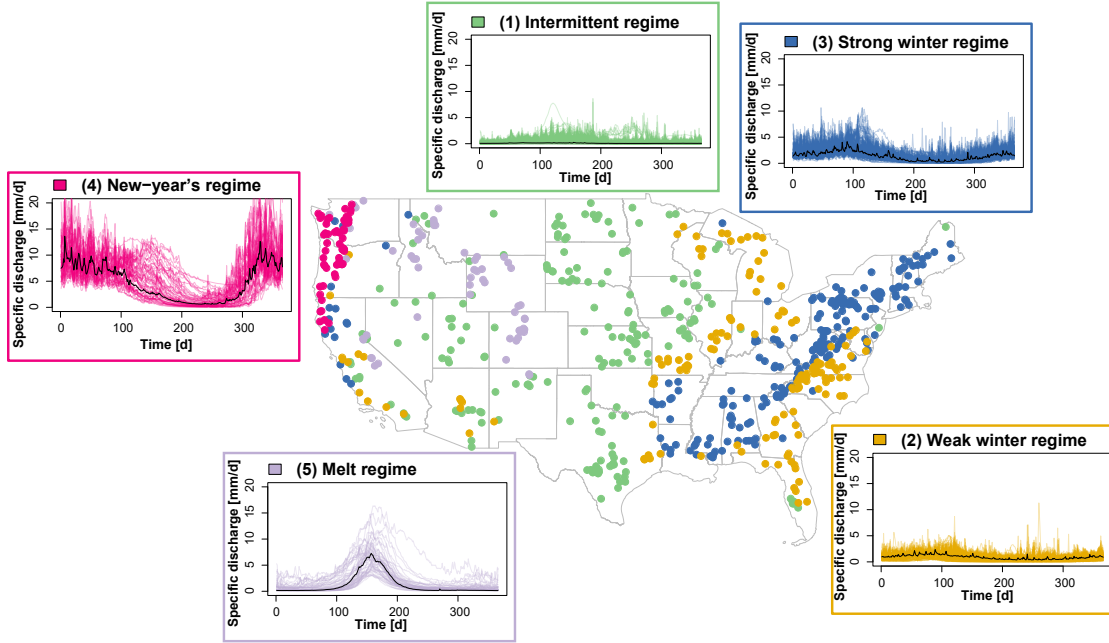 (1) Intermittent regime
Specific discharge [mm/d]
20
15
10
5
0
0 100 200 300
Time [d]
(3) Strong winter regime
Specific discharge [mm/d]
20
15
10
5
0
0 100 200 300
Time [d]
(4) New−year's regime
Specific discharge [mm/d]
20
15
10
5
0
0 100 200 300
Time [d]
(5) Melt regime
Specific discharge [mm/d]
20
15
10
5
0
0 100 200 300
Time [d]
(2) Weak winter regime
Specific discharge [mm/d]
20
15
10
5
0
0 100 200 300
Time [d]